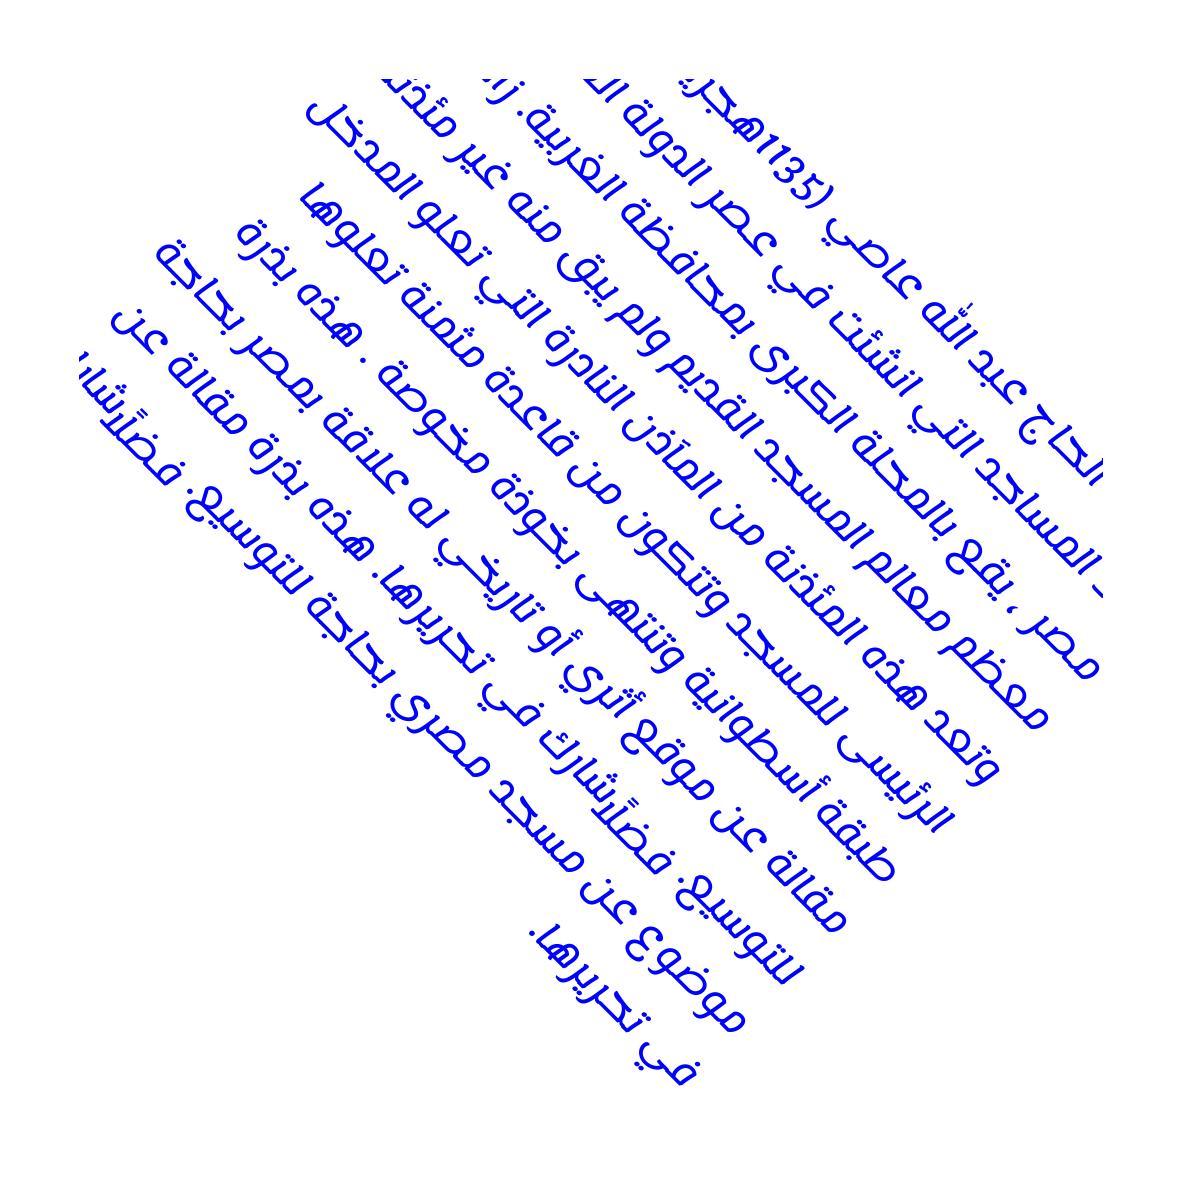 الحاج عبد الله عاصي (1135هجري
المساجد التي انشئت في عصر الدولة
مصر ، يقع بالمحلة الكبرى بمحافظة الغربية.
معظم معالم المسجد القديم ولم يبق منه غير مئذنة
وتعد هذه المئذنة من المآذن النادرة التي تعلو المدخل
الرئيسى للمسجد وتتكون من قاعدة مثمنة تعلوها
طبقة أسطوانية وتنتهى بخوذة مخوصة . هذه بذرة
مقالة عن موقع أثري أو تاريخي له علاقة بمصر بحاجة
للتوسيع. فضلًا شارك في تحريرها. هذه بذرة مقالة عن
موضوع عن مسجد مصري بحاجة للتوسيع. فضلًا شارك
في تحريرها.